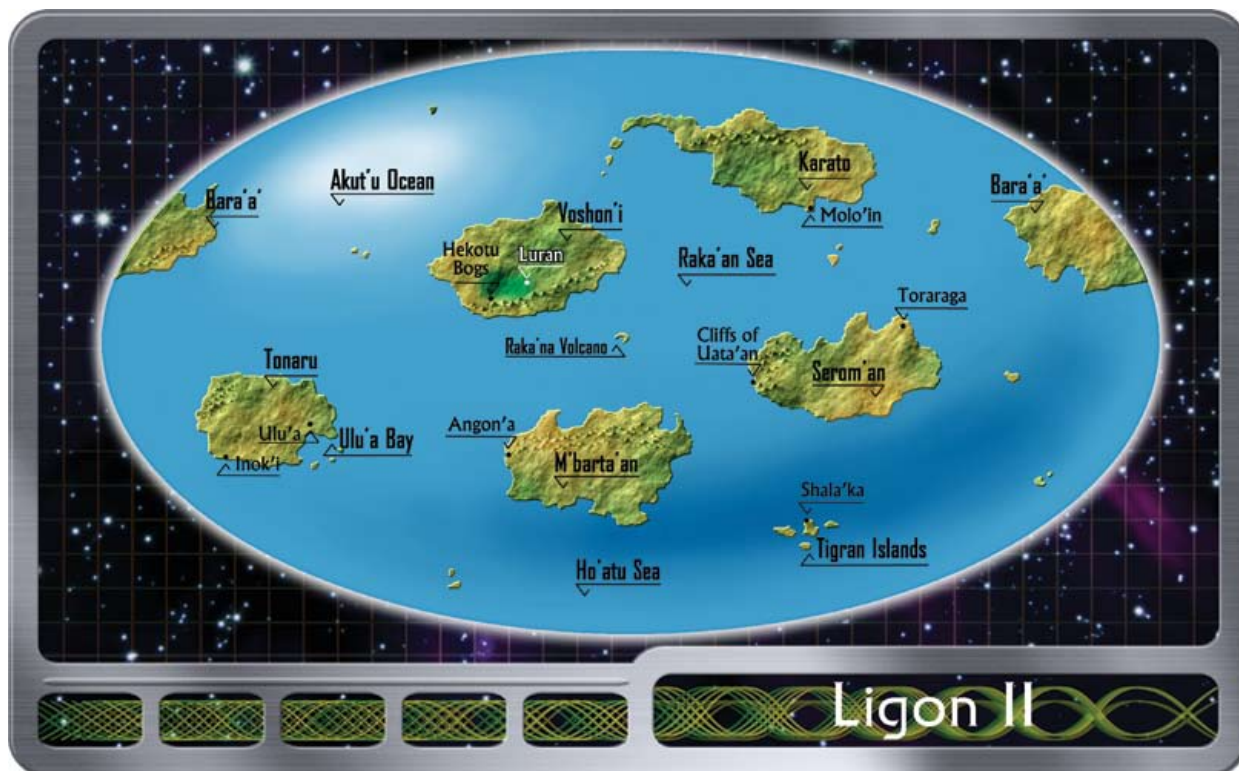 Karato
Akut'u Ocean
Bara'a'
Bara'a'
Voshon'i
Molo'in
Hekotu
Bogs
Luran
Raka'an Sea
Toraraga
Cliffs of
Uata'an
Raka'na Volcano
Tonaru
Serom'an
Angon'a
Ulu'a
Ulu'a Bay
Inok'i
M'barta'an
Shala'ka
Tigran Islands
Ho'atu Sea
Ligon II